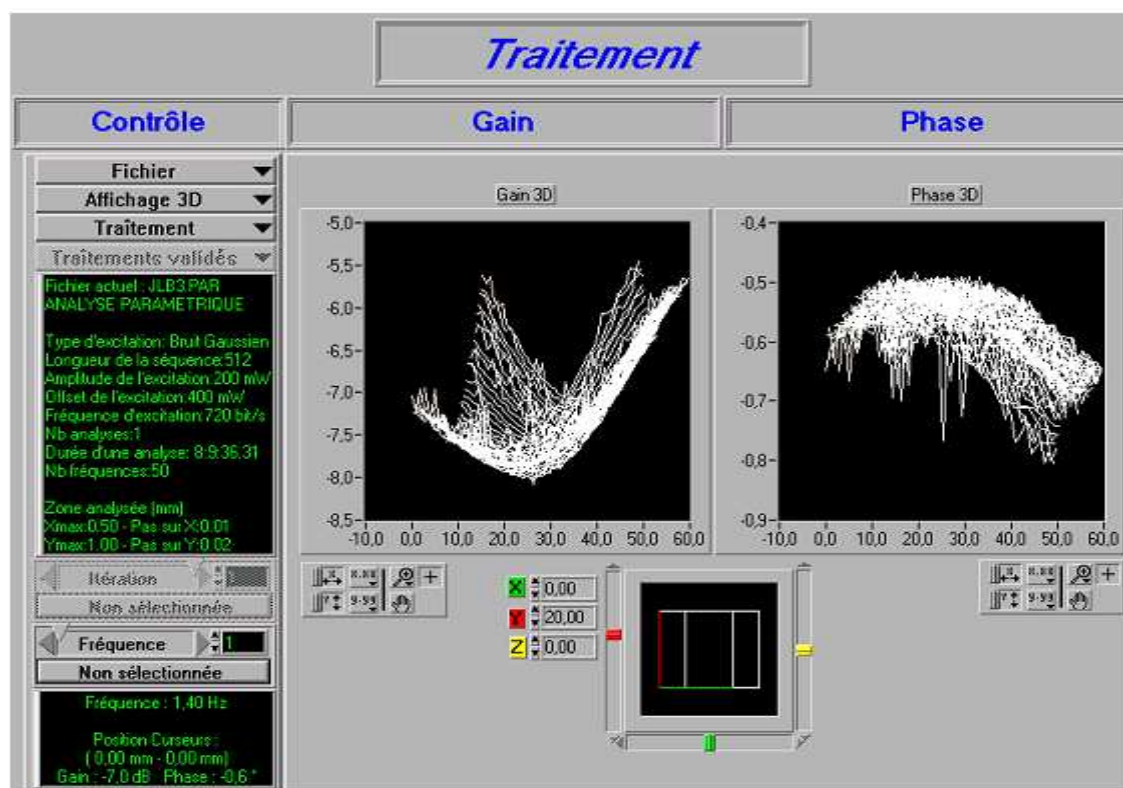 Traitement
Contrôle
Gain
Phase
Fichier
Affichage 3D
Traîtement
Traîtements validés
Fichier actuel : JLB3.PAR
ANALYSE PARAMETRIQUE
Type d'excitation: Bruit Gaussien
Longueur de la séquence:512
Amplitude de l'excitation:200 mW
Offset de l'excitation:400 mW
Fréquence d'excitation:720 bit/s
Nb analyses:1
Durée d'une analyse: 8:9:36.31
Nb fréquences:50
Zone analysée (mm)
Xmax:0.50 - Pas sur X:0.01
Ymax:1.00 - Pas sur Y:0.02
Itération
Non sélectionnée
Fréquence 1
Non sélectionnée
Fréquence : 1,40 Hz
Position Curseurs :
( 0,00 mm - 0,00 mm)
Gain : -7,0 dB Phase : -0,6 °
Gain 3D
-5,0
-5,5
-6,0
-6,5
-7,0
-7,5
-8,0
-8,5
-10,0 0,0 10,0 20,0 30,0 40,0 50,0 60,0
Phase 3D
-0,4
-0,5
-0,6
-0,7
-0,8
-0,9
-10,0 0,0 10,0 20,0 30,0 40,0 50,0 60,0
X 0,00
Y 20,00
Z 0,00